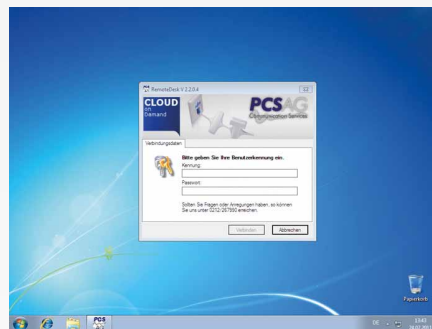 RemoteDesk V 2.2.0.4
CLOUD
on
Demand
PCSAG
Communication Services
Verbindungsdaten
Bitte geben Sie Ihre Benutzerkennung ein.
Kennung:
Passwort:
Sollten Sie Fragen oder Anregungen haben, so können
Sie uns unter 0212/267550 erreichen.
Verbinden
Abbrechen
Papierkorb
PCS
DE